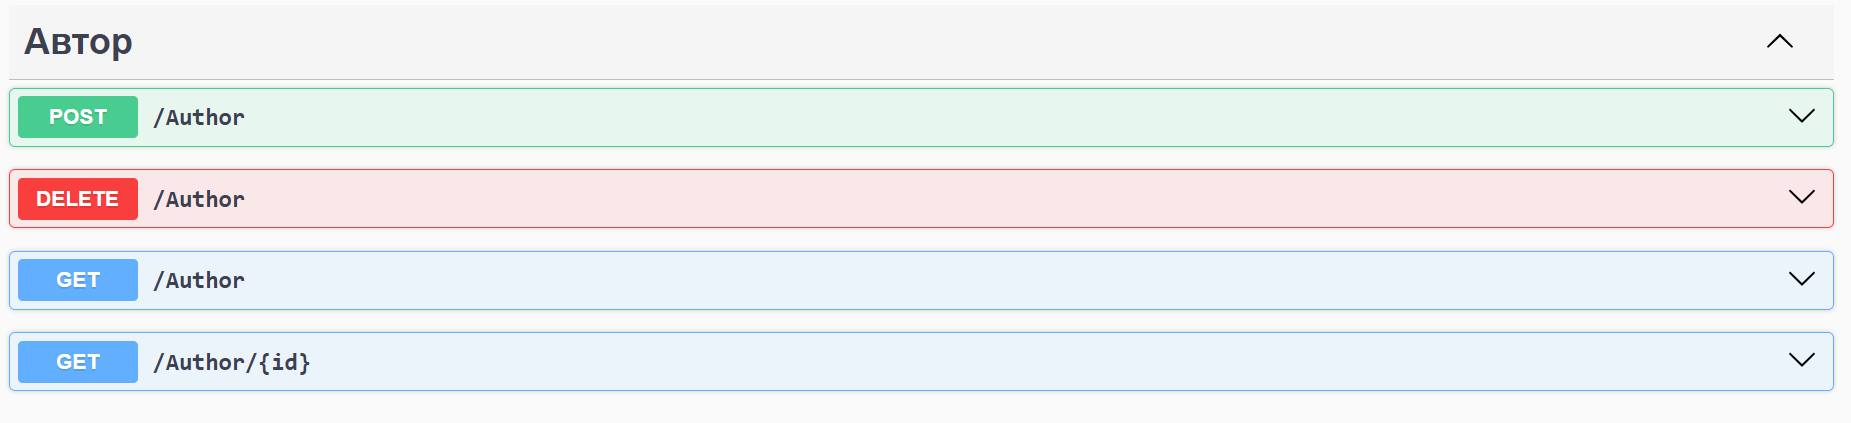 Автор
POST /Author
DELETE /Author
GET /Author
GET /Author/{id}